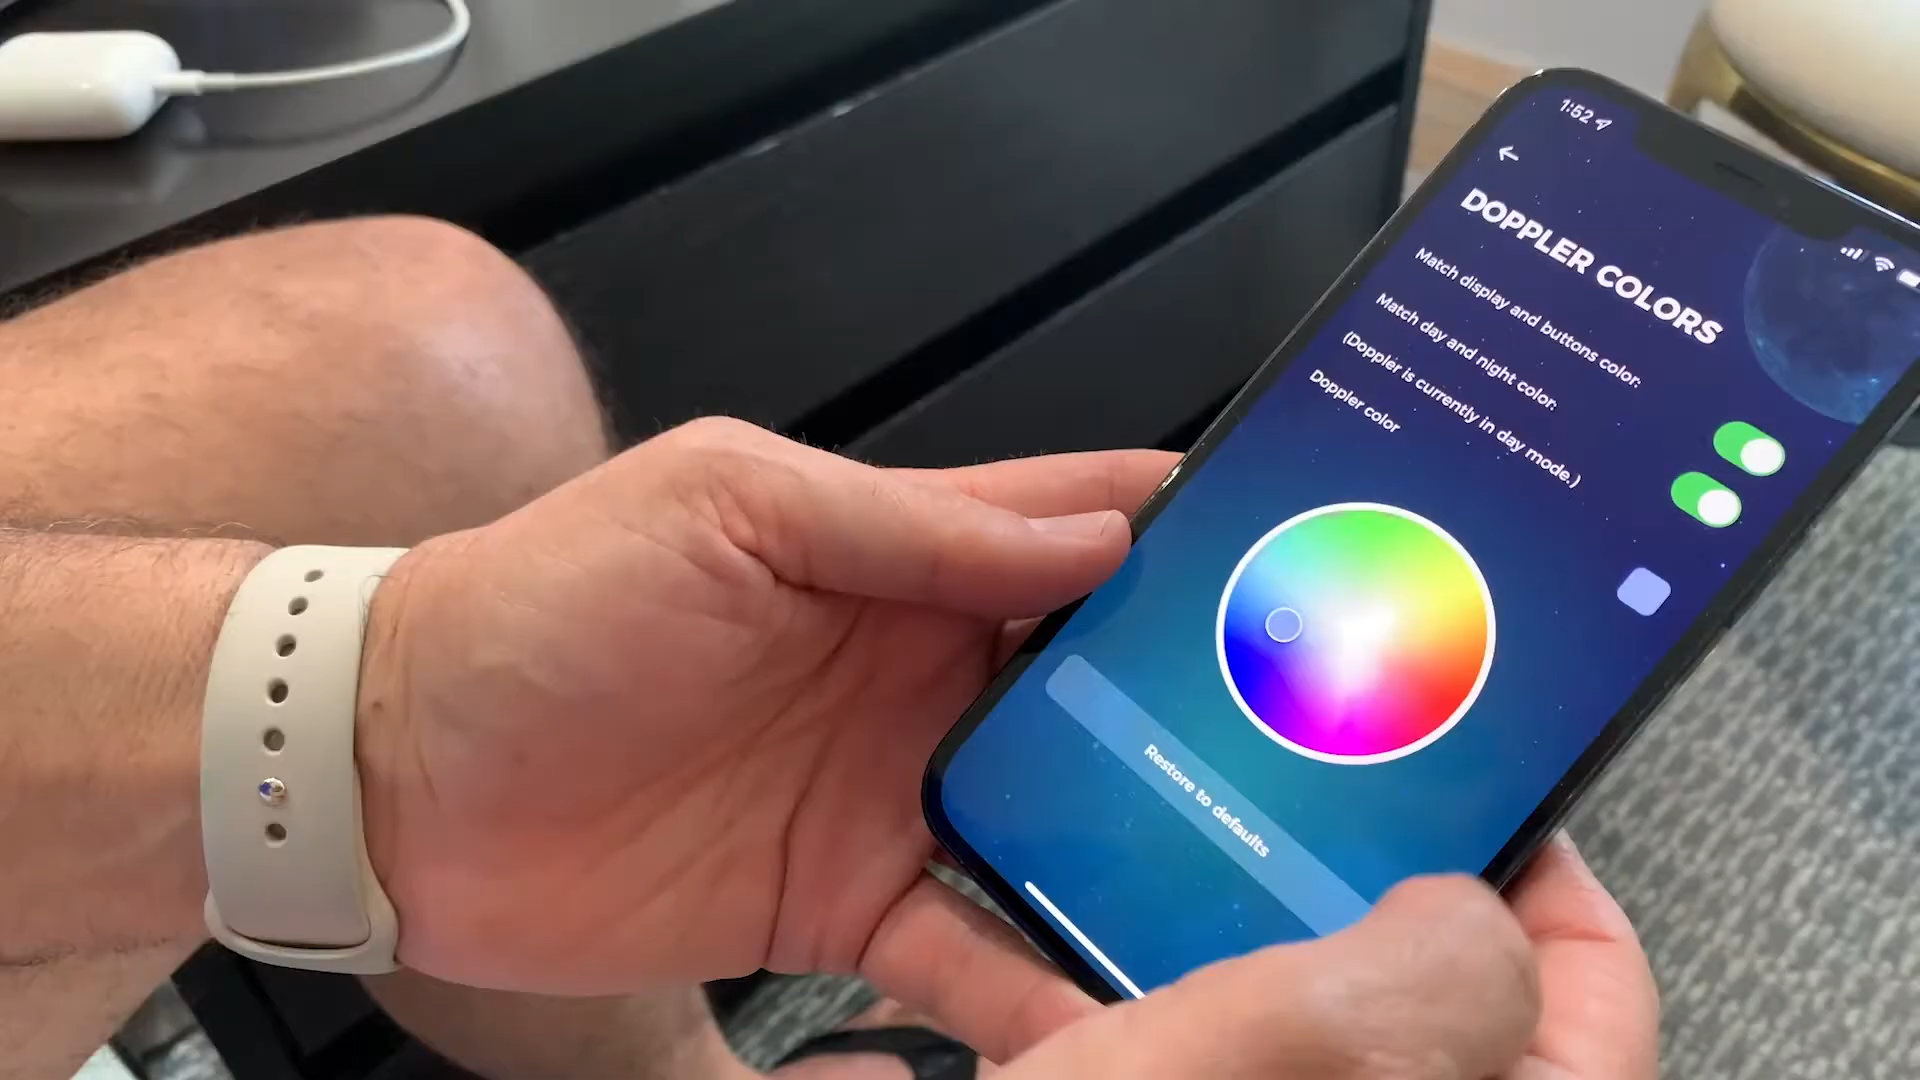 1:52
DOPPLER COLORS
Match display and buttons color:
Match day and night color:
(Doppler is currently in day mode.)
Doppler color
Restore to defaults